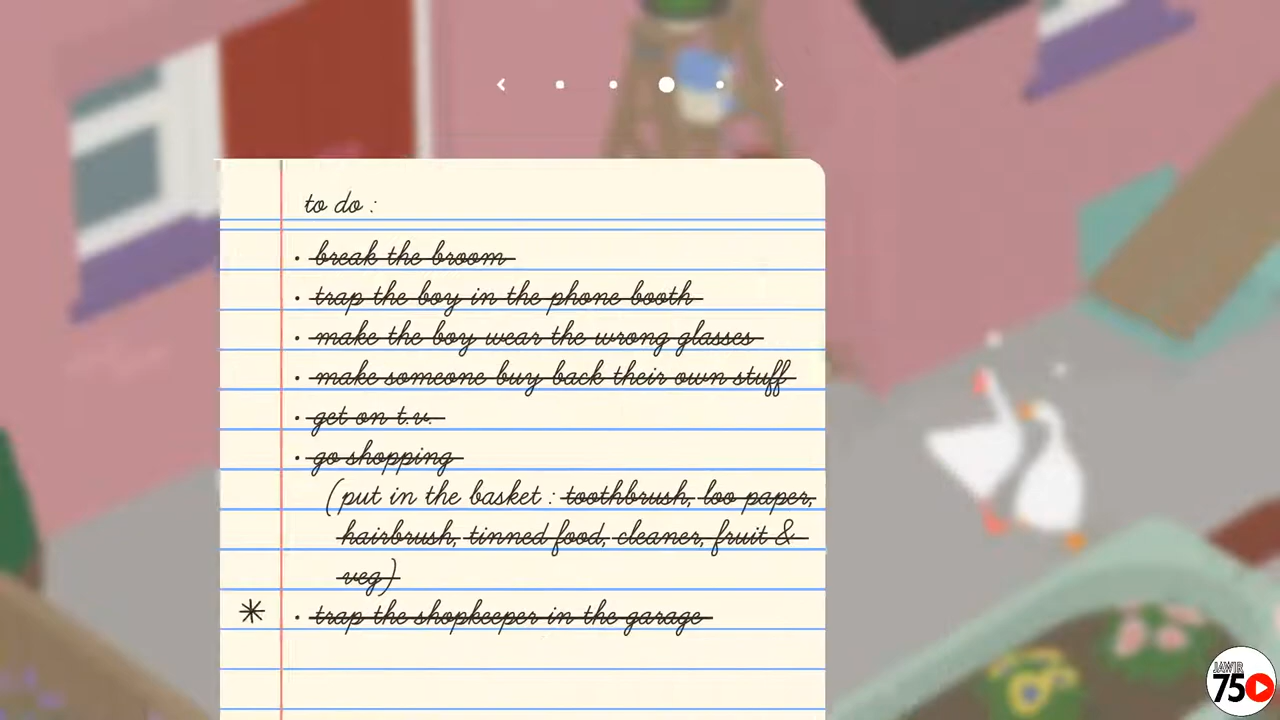 to do :
• break the broom
• trap the boy in the phone booth
• make the boy wear the wrong glasses
• make someone buy back their own stuff
• get on t.v.
• go shopping
(put in the basket : toothbrush, loo paper,
hairbrush, tinned food, cleaner, fruit &
veg)
• trap the shopkeeper in the garage
JAW1R
75